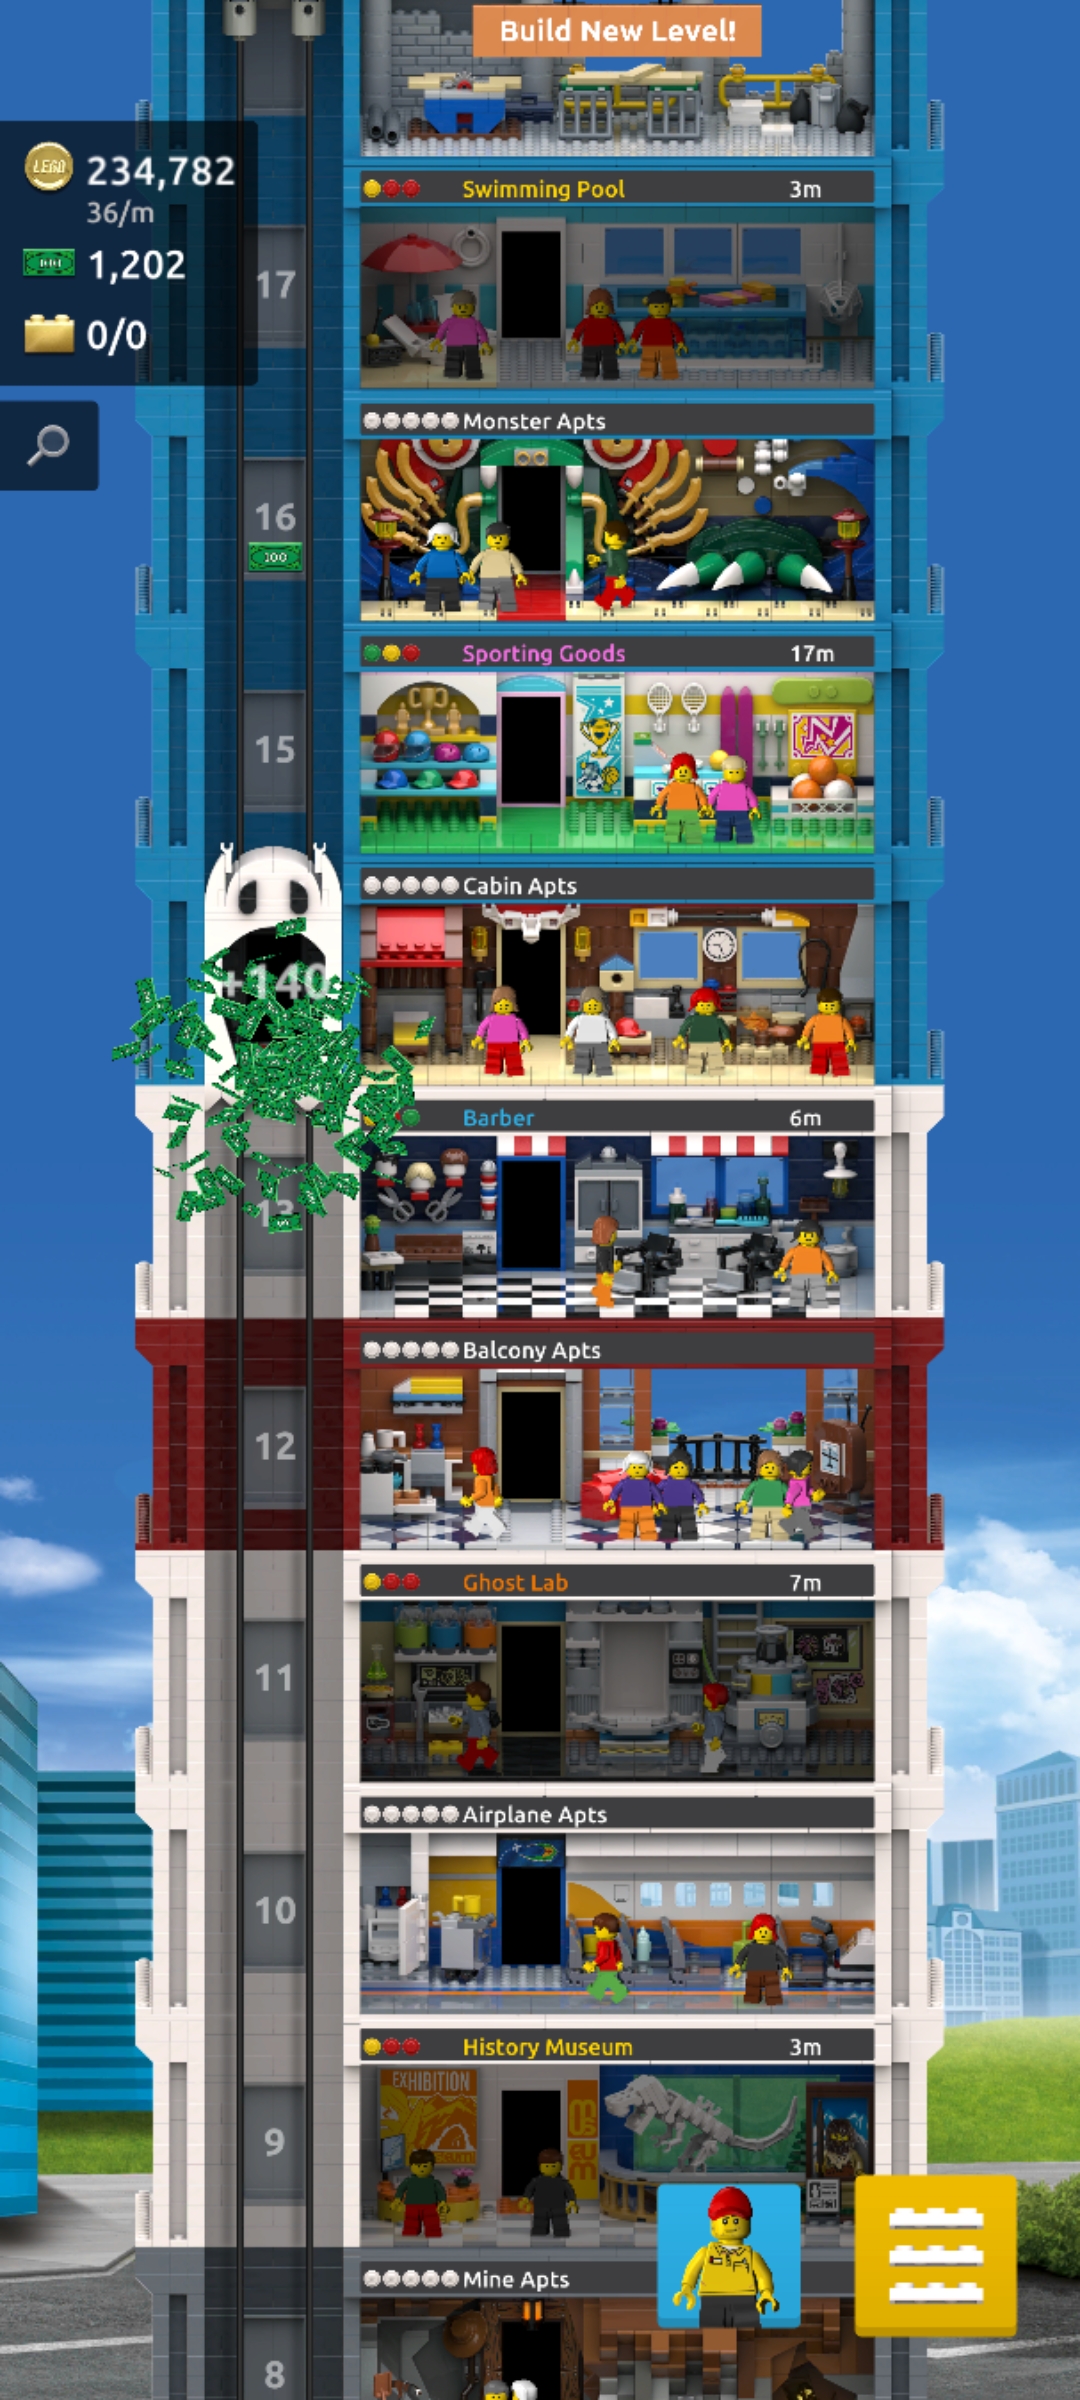 Build New Level!
LEGO 234,782
36/m
1,202
0/0
Swimming Pool 3m
17
Monster Apts
16
100
Sporting Goods 17m
15
N
Cabin Apts
+140
Barber 6m
13
Balcony Apts
12
Ghost Lab 7m
11
Airplane Apts
10
History Museum 3m
EXHIBITION
9
Mine Apts
8